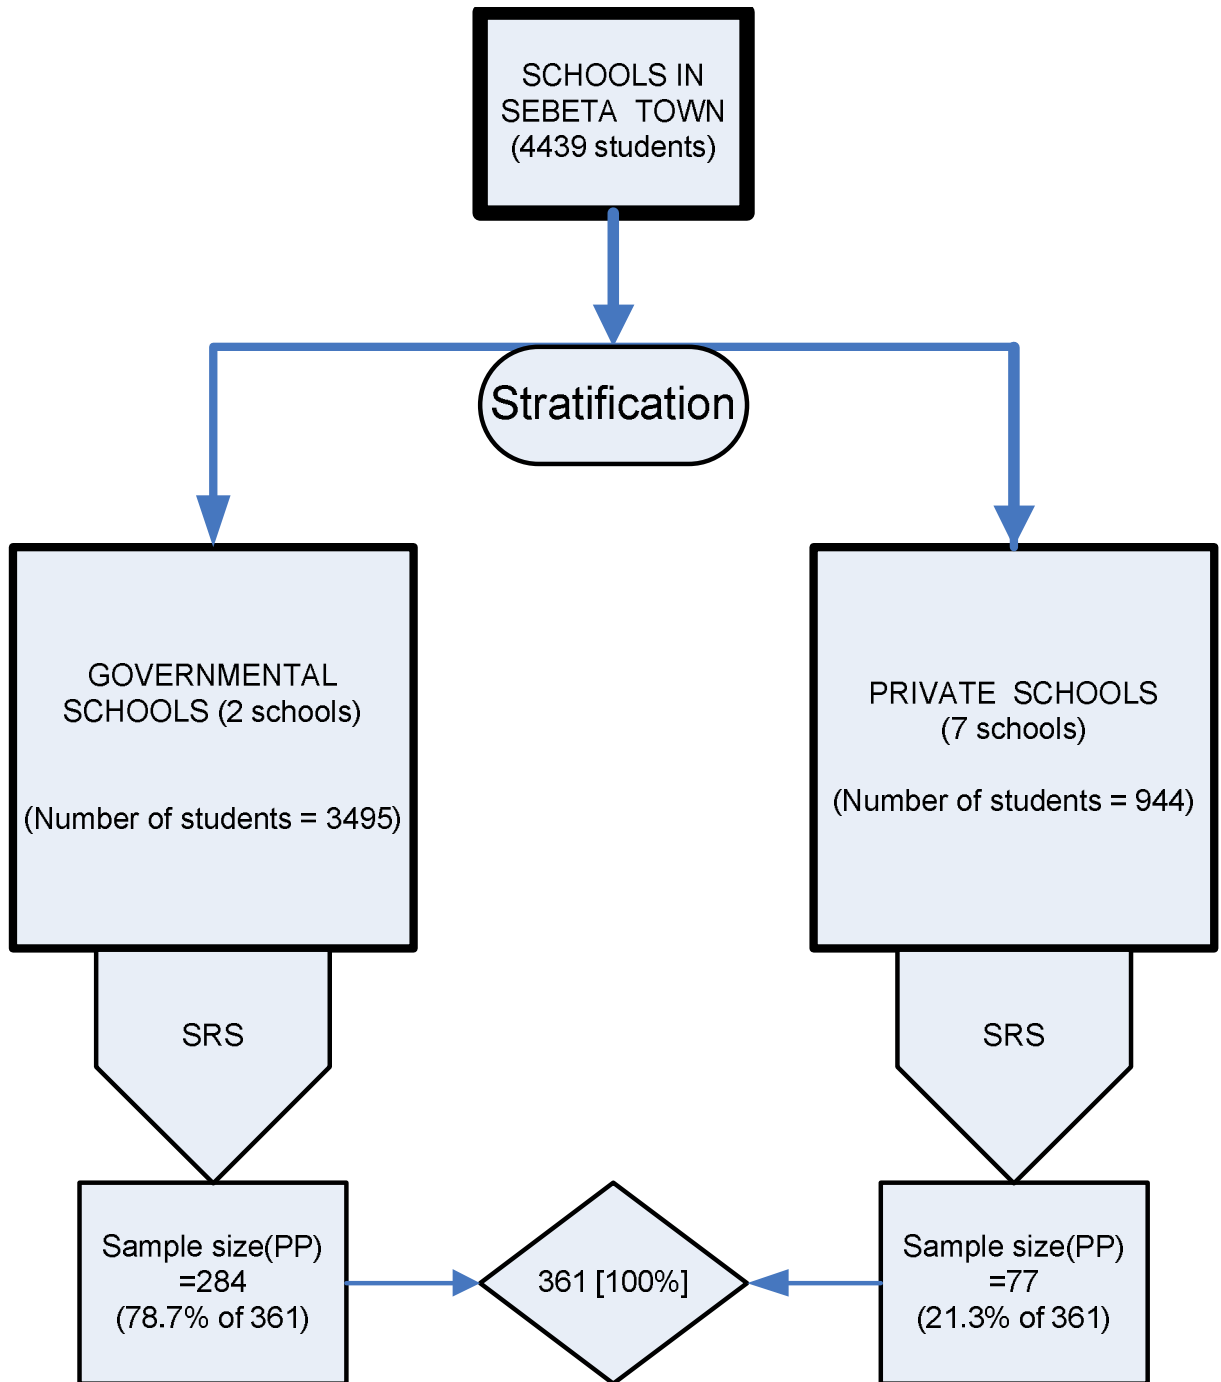 SCHOOLS IN
SEBETA TOWN
(4439 students)
Stratification
GOVERNMENTAL
SCHOOLS (2 schools)
(Number of students = 3495)
PRIVATE SCHOOLS
(7 schools)
(Number of students = 944)
SRS
SRS
Sample size(PP)
=284
(78.7% of 361)
361 [100%]
Sample size(PP)
=77
(21.3% of 361)